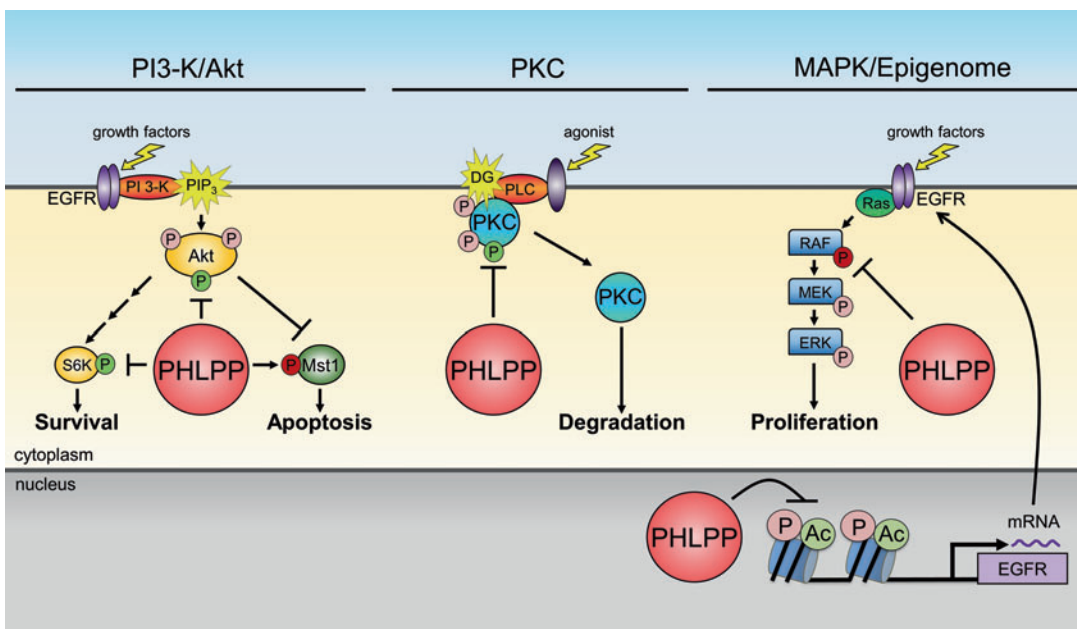 PI3-K/Akt
PKC
MAPK/Epigenome
growth factors
EGFR
PI 3-K
PIP3
P
P
Akt
P
S6K
P
PHLPP
P
Mst1
Survival
Apoptosis
agonist
DG
PLC
P
PKC
P
P
PKC
PHLPP
Degradation
growth factors
Ras
EGFR
RAF
P
MEK
P
ERK
P
PHLPP
Proliferation
cytoplasm
nucleus
PHLPP
P
Ac
P
Ac
mRNA
EGFR